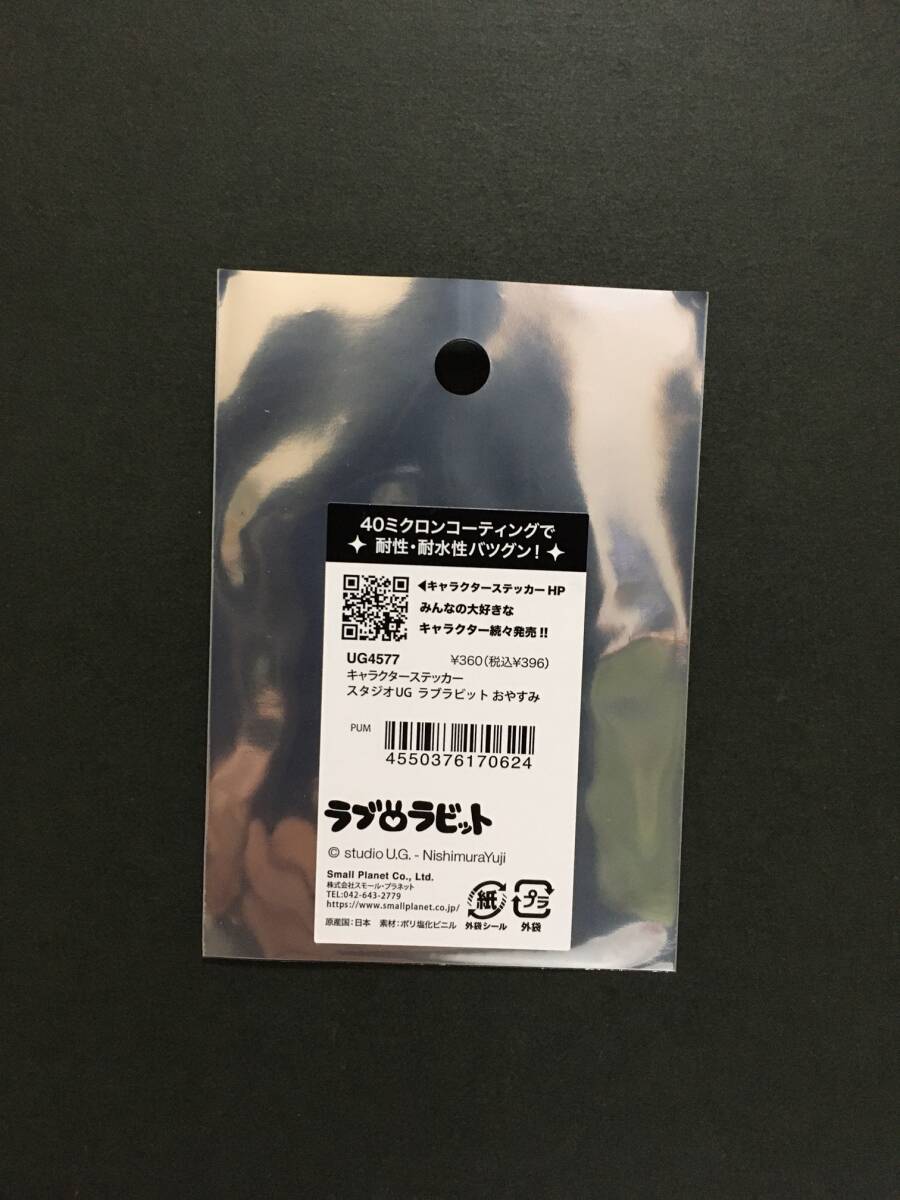 40ミクロンコーティングで
耐性・耐水性バツグン!
◀キャラクターステッカー HP
みんなの大好きな
キャラクター続々発売!!
UG4577 ¥360(税込¥396)
キャラクターステッカー
スタジオUG ラブラビット おやすみ
PUM
4550376170624
ラブラビット
© studio U.G. - NishimuraYuji
Small Planet Co., Ltd.
株式会社スモール・プラネット
TEL:042-643-2779
https://www.smallplanet.co.jp/
原産国:日本 素材:ポリ塩化ビニル
紙
外袋シール
プラ
外袋